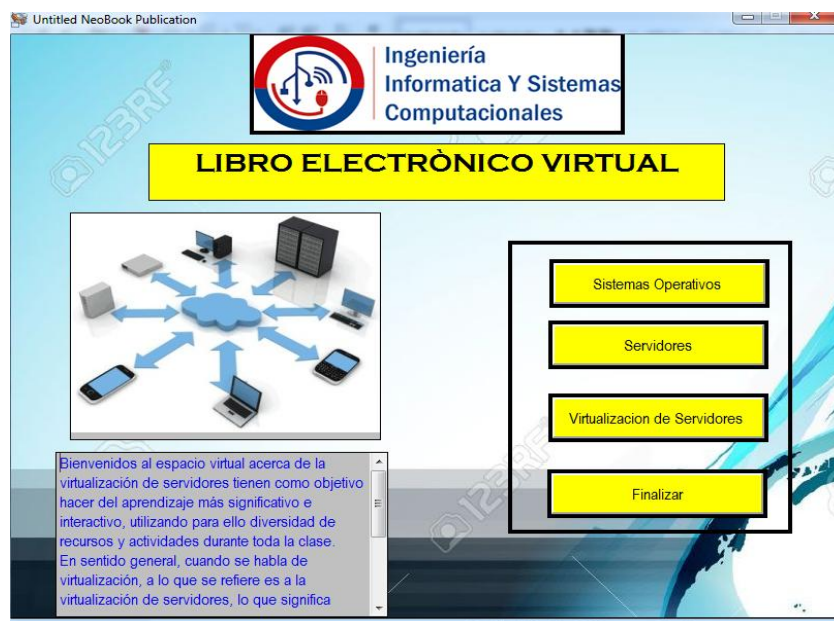 Untitled NeoBook Publication
Ingeniería
Informatica Y Sistemas
Computacionales
LIBRO ELECTRÒNICO VIRTUAL
Sistemas Operativos
Servidores
Virtualizacion de Servidores
Finalizar
Bienvenidos al espacio virtual acerca de la
virtualización de servidores tienen como objetivo
hacer del aprendizaje más significativo e
interactivo, utilizando para ello diversidad de
recursos y actividades durante toda la clase.
En sentido general, cuando se habla de
virtualización, a lo que se refiere es a la
virtualización de servidores, lo que significa
123RF
123RF
123RF